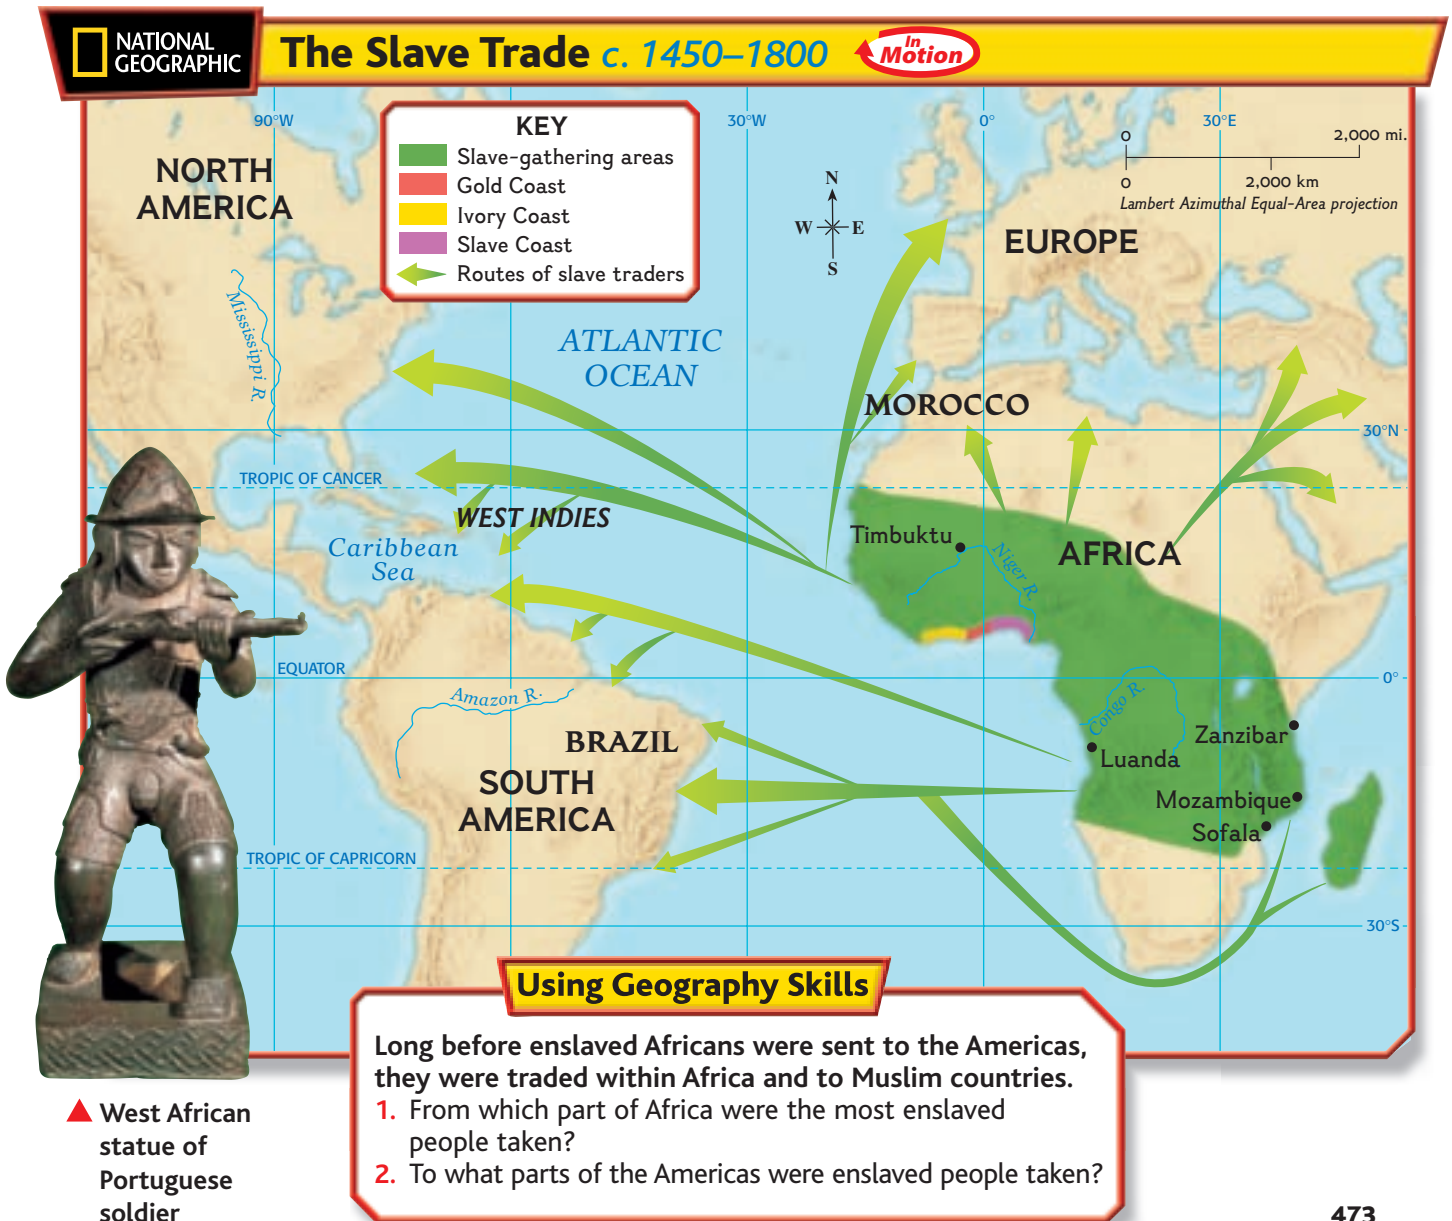 NATIONAL
GEOGRAPHIC
The Slave Trade c. 1450–1800
In
Motion
90°W
30°W
0°
30°E
KEY
Slave-gathering areas
Gold Coast
Ivory Coast
Slave Coast
Routes of slave traders
0
2,000 mi.
0
2,000 km
Lambert Azimuthal Equal-Area projection
N
W
E
S
NORTH
AMERICA
EUROPE
Mississippi R.
ATLANTIC
OCEAN
MOROCCO
30°N
TROPIC OF CANCER
WEST INDIES
Caribbean
Sea
Timbuktu
Niger R.
AFRICA
EQUATOR
0°
Amazon R.
Congo R.
BRAZIL
Zanzibar
Luanda
SOUTH
AMERICA
Mozambique
Sofala
TROPIC OF CAPRICORN
30°S
Using Geography Skills
Long before enslaved Africans were sent to the Americas,
they were traded within Africa and to Muslim countries.
1. From which part of Africa were the most enslaved
people taken?
2. To what parts of the Americas were enslaved people taken?
West African
statue of
Portuguese
soldier
473